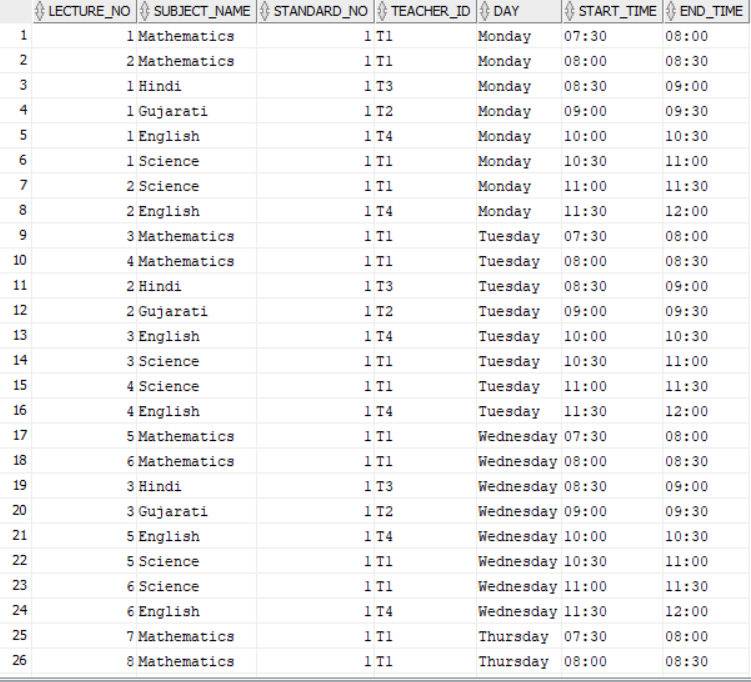 LECTURE_NO SUBJECT_NAME STANDARD_NO TEACHER_ID DAY START_TIME END_TIME
1 1 Mathematics 1 T1 Monday 07:30 08:00
2 2 Mathematics 1 T1 Monday 08:00 08:30
3 1 Hindi 1 T3 Monday 08:30 09:00
4 1 Gujarati 1 T2 Monday 09:00 09:30
5 1 English 1 T4 Monday 10:00 10:30
6 1 Science 1 T1 Monday 10:30 11:00
7 2 Science 1 T1 Monday 11:00 11:30
8 2 English 1 T4 Monday 11:30 12:00
9 3 Mathematics 1 T1 Tuesday 07:30 08:00
10 4 Mathematics 1 T1 Tuesday 08:00 08:30
11 2 Hindi 1 T3 Tuesday 08:30 09:00
12 2 Gujarati 1 T2 Tuesday 09:00 09:30
13 3 English 1 T4 Tuesday 10:00 10:30
14 3 Science 1 T1 Tuesday 10:30 11:00
15 4 Science 1 T1 Tuesday 11:00 11:30
16 4 English 1 T4 Tuesday 11:30 12:00
17 5 Mathematics 1 T1 Wednesday 07:30 08:00
18 6 Mathematics 1 T1 Wednesday 08:00 08:30
19 3 Hindi 1 T3 Wednesday 08:30 09:00
20 3 Gujarati 1 T2 Wednesday 09:00 09:30
21 5 English 1 T4 Wednesday 10:00 10:30
22 5 Science 1 T1 Wednesday 10:30 11:00
23 6 Science 1 T1 Wednesday 11:00 11:30
24 6 English 1 T4 Wednesday 11:30 12:00
25 7 Mathematics 1 T1 Thursday 07:30 08:00
26 8 Mathematics 1 T1 Thursday 08:00 08:30